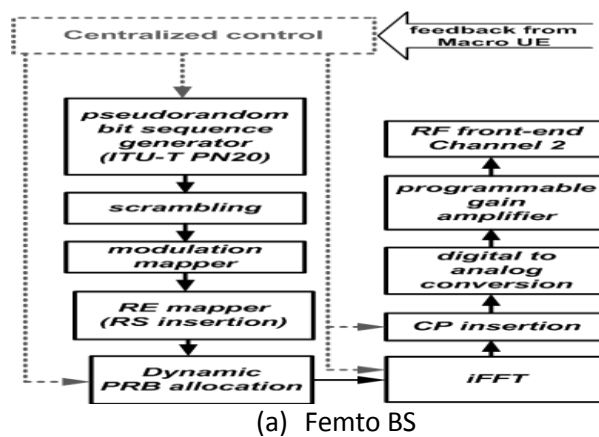 Centralized control
feedback from
Macro UE
pseudorandom
bit sequence
generator
(ITU-T PN20)
scrambling
modulation
mapper
RE mapper
(RS insertion)
Dynamic
PRB allocation
RF front-end
Channel 2
programmable
gain
amplifier
digital to
analog
conversion
CP insertion
iFFT
(a) Femto BS